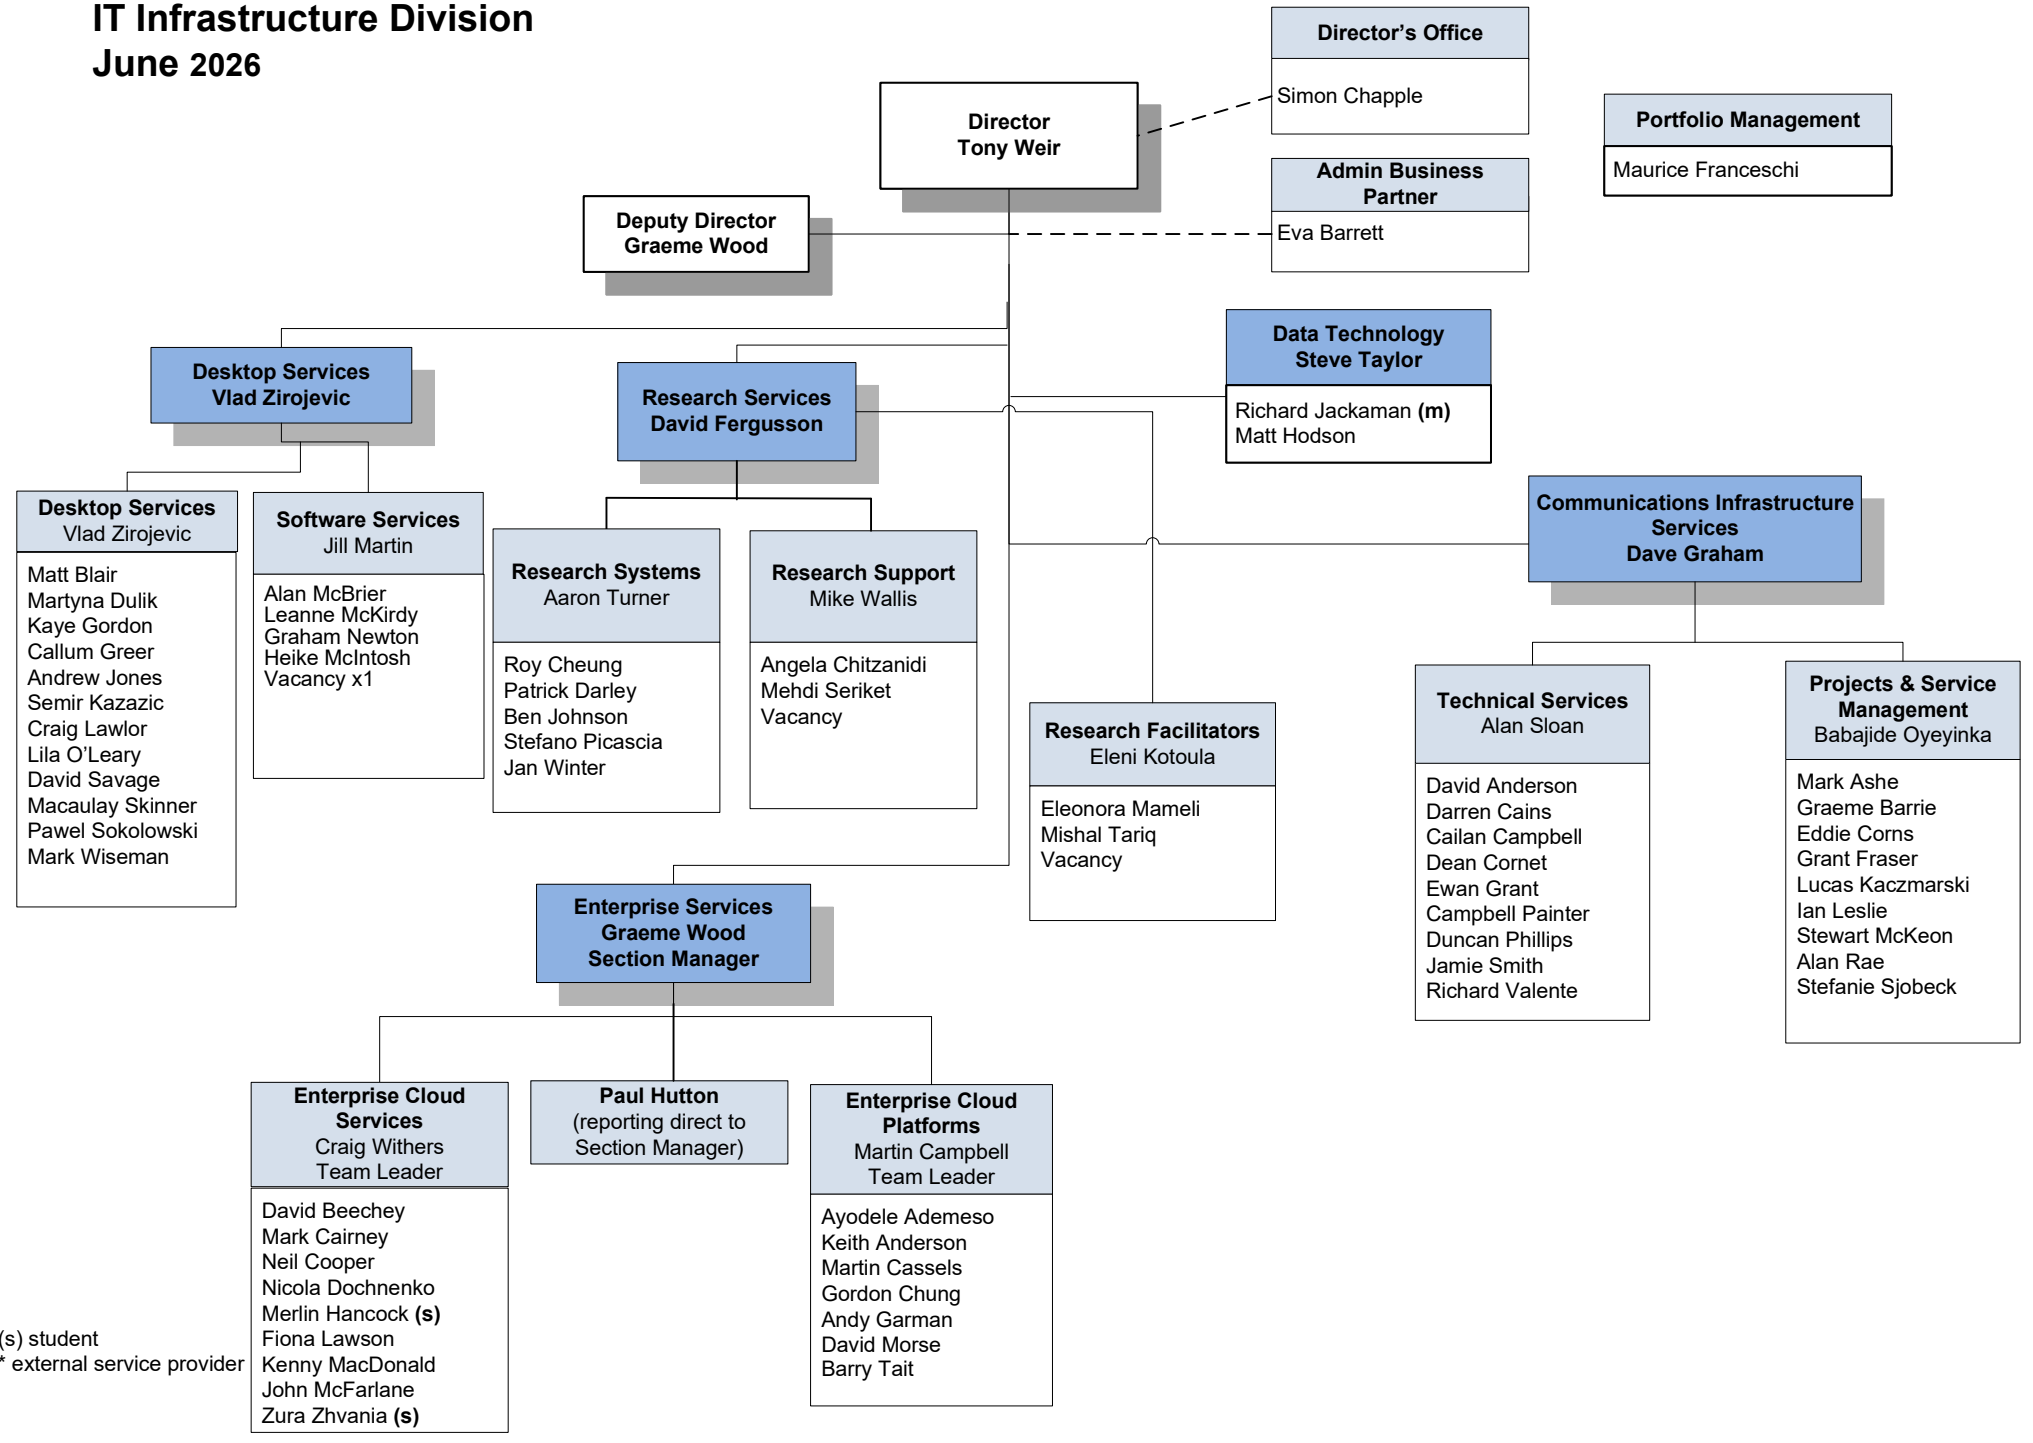 IT Infrastructure Division
June 2026
Director's Office
Simon Chapple
Director
Tony Weir
Portfolio Management
Maurice Franceschi
Admin Business
Partner
Eva Barrett
Deputy Director
Graeme Wood
Data Technology
Steve Taylor
Richard Jackaman (m)
Matt Hodson
Desktop Services
Vlad Zirojevic
Research Services
David Fergusson
Communications Infrastructure
Services
Dave Graham
Desktop Services
Vlad Zirojevic
Matt Blair
Martyna Dulik
Kaye Gordon
Callum Greer
Andrew Jones
Semir Kazazic
Craig Lawlor
Lila O'Leary
David Savage
Macaulay Skinner
Pawel Sokolowski
Mark Wiseman
Software Services
Jill Martin
Alan McBrier
Leanne McKirdy
Graham Newton
Heike McIntosh
Vacancy x1
Research Systems
Aaron Turner
Roy Cheung
Patrick Darley
Ben Johnson
Stefano Picascia
Jan Winter
Research Support
Mike Wallis
Angela Chitzanidi
Mehdi Seriket
Vacancy
Research Facilitators
Eleni Kotoula
Eleonora Mameli
Mishal Tariq
Vacancy
Technical Services
Alan Sloan
David Anderson
Darren Cains
Cailan Campbell
Dean Cornet
Ewan Grant
Campbell Painter
Duncan Phillips
Jamie Smith
Richard Valente
Projects & Service
Management
Babajide Oyeyinka
Mark Ashe
Graeme Barrie
Eddie Corns
Grant Fraser
Lucas Kaczmarski
Ian Leslie
Stewart McKeon
Alan Rae
Stefanie Sjobeck
Enterprise Services
Graeme Wood
Section Manager
Enterprise Cloud
Services
Craig Withers
Team Leader
David Beechey
Mark Cairney
Neil Cooper
Nicola Dochnenko
Merlin Hancock (s)
Fiona Lawson
Kenny MacDonald
John McFarlane
Zura Zhvania (s)
Paul Hutton
(reporting direct to
Section Manager)
Enterprise Cloud
Platforms
Martin Campbell
Team Leader
Ayodele Ademeso
Keith Anderson
Martin Cassels
Gordon Chung
Andy Garman
David Morse
Barry Tait
(s) student
* external service provider